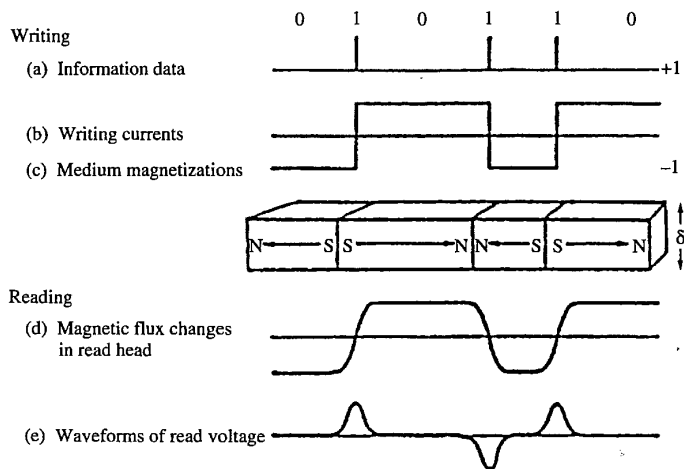 0 1 0 1 1 0
Writing
(a) Information data +1
(b) Writing currents
(c) Medium magnetizations −1
N S S N N S S N δ
Reading
(d) Magnetic flux changes
in read head
(e) Waveforms of read voltage